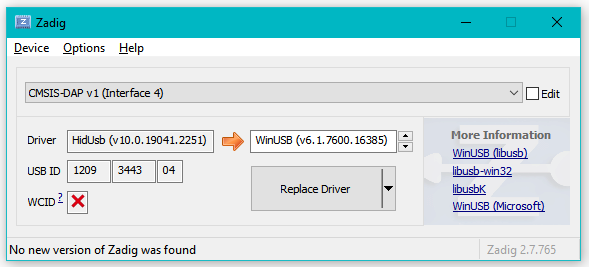 Zadig
Device Options Help
CMSIS-DAP v1 (Interface 4) Edit
Driver HidUsb (v10.0.19041.2251) WinUSB (v6.1.7600.16385)
USB ID 1209 3443 04
WCID ?
Replace Driver
More Information
WinUSB (libusb)
libusb-win32
libusbK
WinUSB (Microsoft)
No new version of Zadig was found Zadig 2.7.765